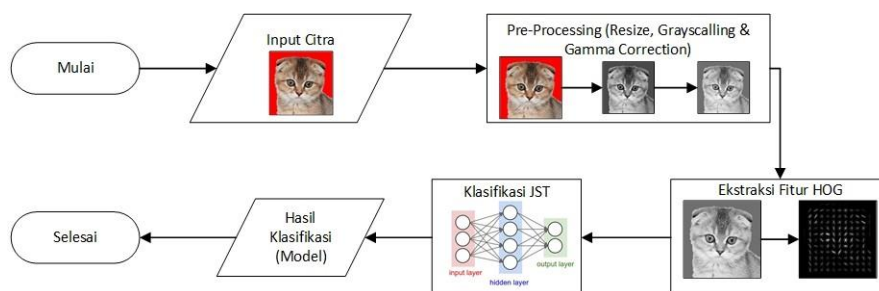 Mulai
Input Citra
Pre-Processing (Resize, Grayscalling &
Gamma Correction)
Ekstraksi Fitur HOG
Klasifikasi JST
input layer
hidden layer
output layer
Hasil
Klasifikasi
(Model)
Selesai